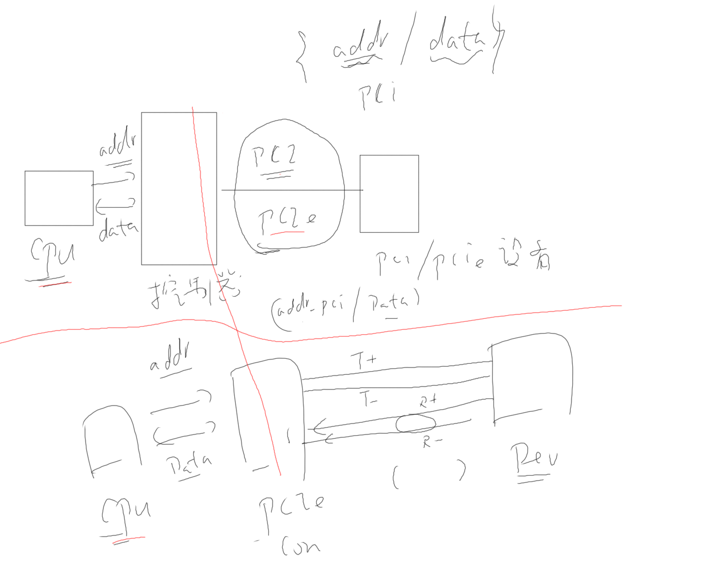 { addr / data }
PCi
addr
PCI
PCIe
data
CPU
控制器
pci/pcie 设备
(addr_pci / Data)
addr
T+
T-
R+
R-
Data
CPU
PCIe
Con
( )
Dev